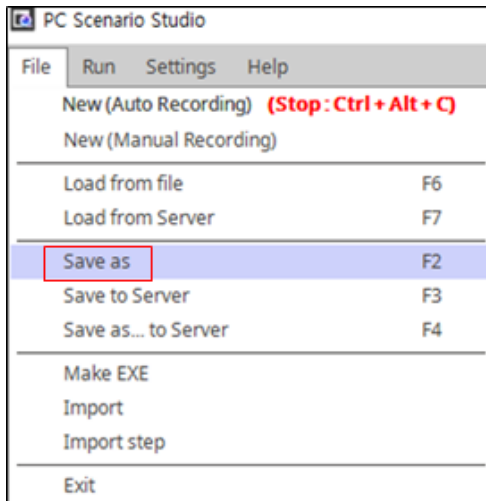 PC Scenario Studio
File Run Settings Help
New (Auto Recording) (Stop : Ctrl + Alt + C)
New (Manual Recording)
Load from file F6
Load from Server F7
Save as F2
Save to Server F3
Save as... to Server F4
Make EXE
Import
Import step
Exit